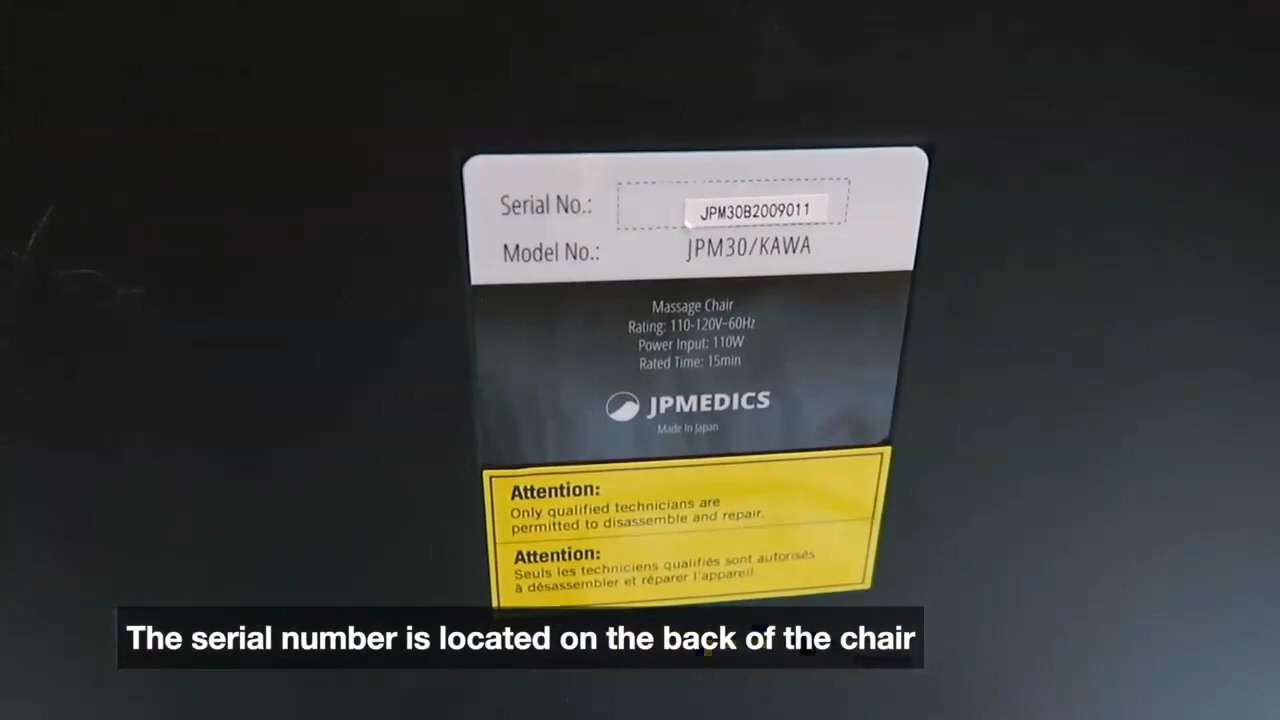 Serial No.: JPM30B2009011
Model No.: JPM30/KAWA
Massage Chair
Rating: 110-120V~60Hz
Power Input: 110W
Rated Time: 15min
JPMEDICS
Made In Japan
Attention:
Only qualified technicians are
permitted to disassemble and repair.
Attention:
Seuls les techniciens qualifiés sont autorisés
à désassembler et réparer l'appareil.
The serial number is located on the back of the chair